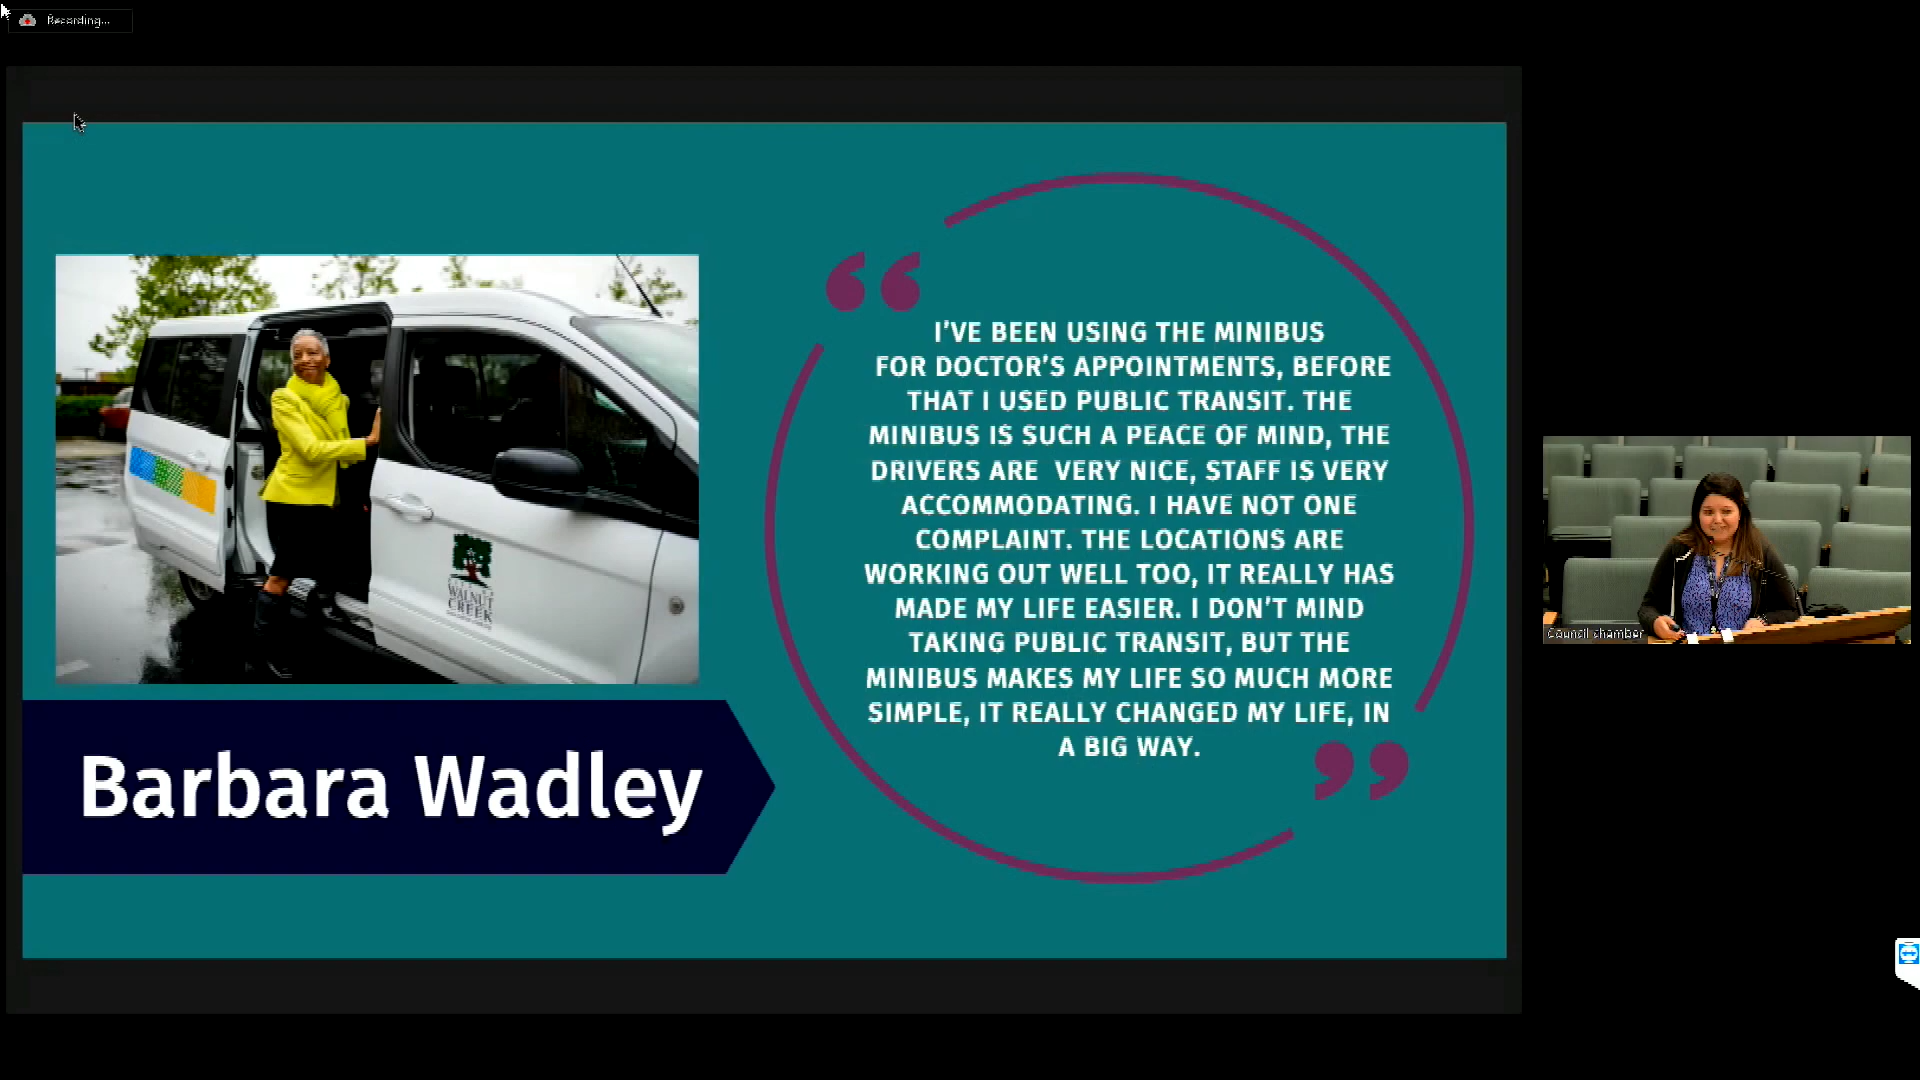 Recording...
I'VE BEEN USING THE MINIBUS
FOR DOCTOR'S APPOINTMENTS, BEFORE
THAT I USED PUBLIC TRANSIT. THE
MINIBUS IS SUCH A PEACE OF MIND, THE
DRIVERS ARE VERY NICE, STAFF IS VERY
ACCOMMODATING. I HAVE NOT ONE
COMPLAINT. THE LOCATIONS ARE
WORKING OUT WELL TOO, IT REALLY HAS
MADE MY LIFE EASIER. I DON'T MIND
TAKING PUBLIC TRANSIT, BUT THE
MINIBUS MAKES MY LIFE SO MUCH MORE
SIMPLE, IT REALLY CHANGED MY LIFE, IN
A BIG WAY.
WALNUT
CREEK
Barbara Wadley
Council chamber